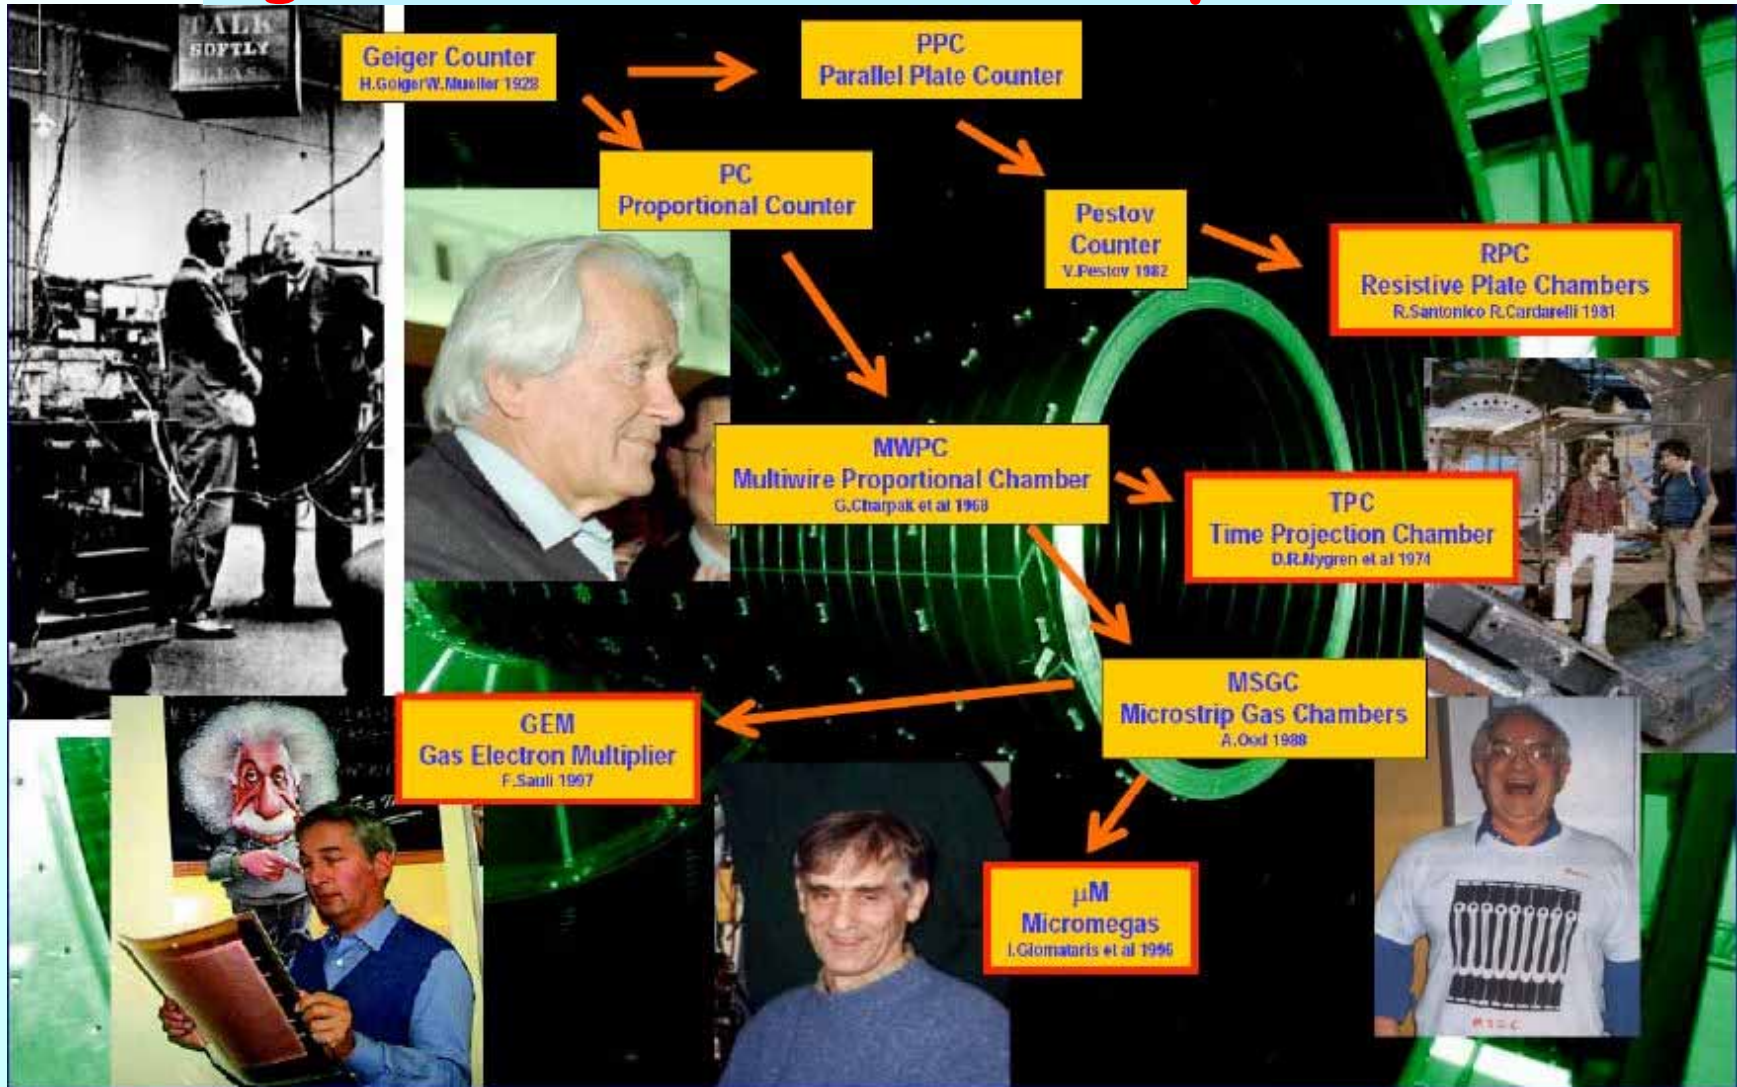 TALK
SOFTLY
PLEASE
Geiger Counter
H.GeigerW.Mueller 1928
PPC
Parallel Plate Counter
PC
Proportional Counter
Pestov
Counter
V.Pestov 1982
RPC
Resistive Plate Chambers
R.Santonico R.Cardarelli 1981
MWPC
Multiwire Proportional Chamber
G.Charpak et al 1968
TPC
Time Projection Chamber
D.R.Nygren et al 1974
MSGC
Microstrip Gas Chambers
A.Oed 1988
GEM
Gas Electron Multiplier
F.Sauli 1997
μM
Micromegas
I.Giomataris et al 1996
MSGC